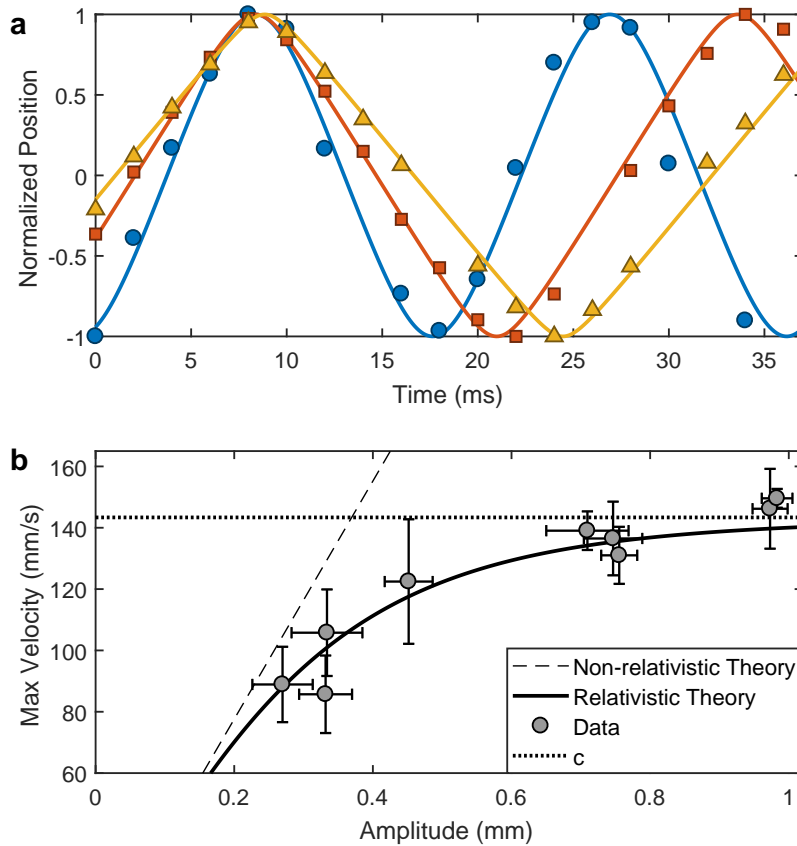 a
1
0.5
0
-0.5
-1
Normalized Position
0 5 10 15 20 25 30 35
Time (ms)
b
160
140
120
100
80
60
Max Velocity (mm/s)
Non-relativistic Theory
Relativistic Theory
Data
c
0 0.2 0.4 0.6 0.8 1
Amplitude (mm)